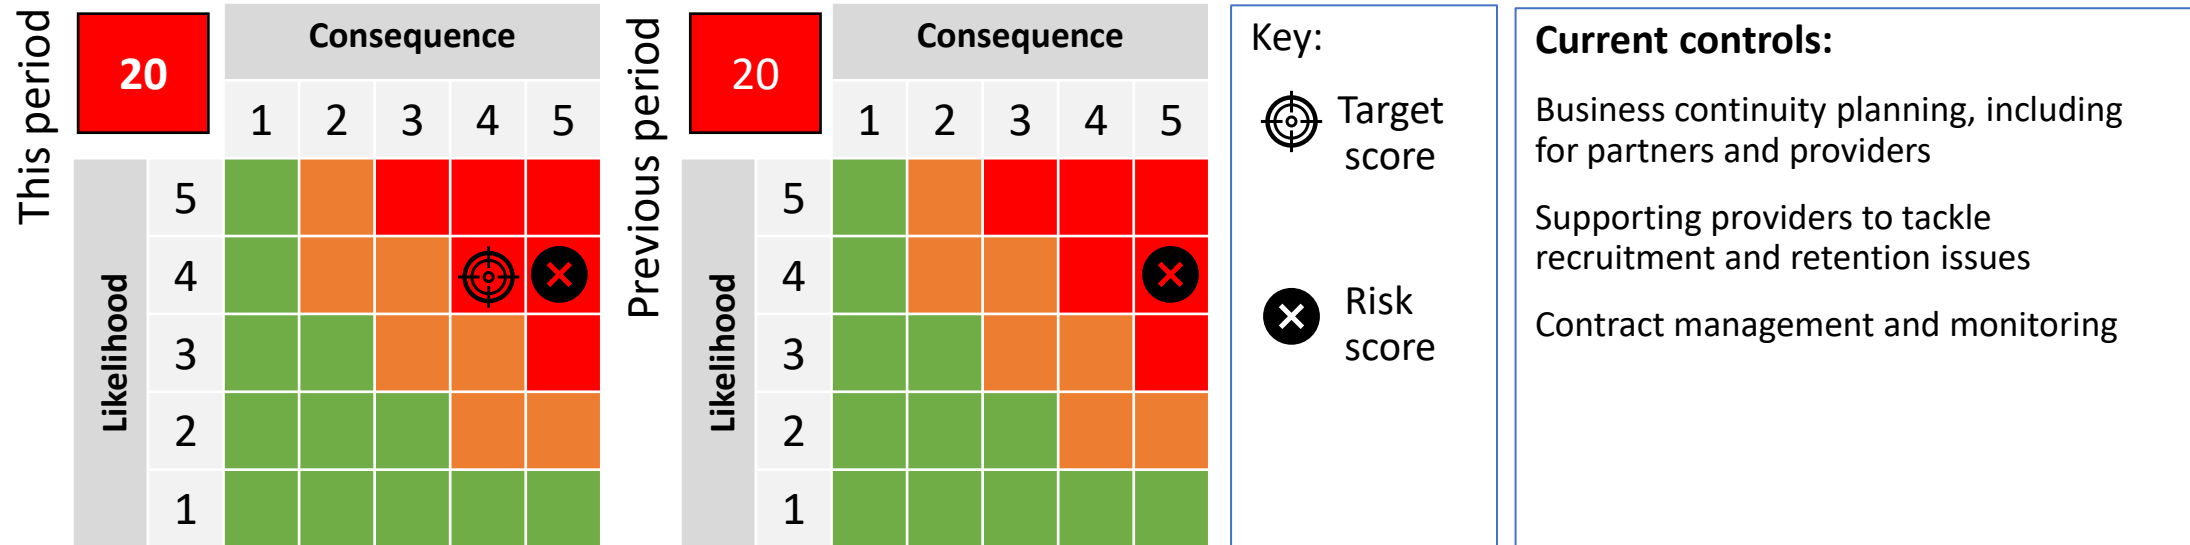 This period
20
Consequence
1 2 3 4 5
Likelihood
5
4
3
2
1
Previous period
20
Consequence
1 2 3 4 5
Likelihood
5
4
3
2
1
Key:
Target
score
Risk
score
Current controls:
Business continuity planning, including
for partners and providers
Supporting providers to tackle
recruitment and retention issues
Contract management and monitoring